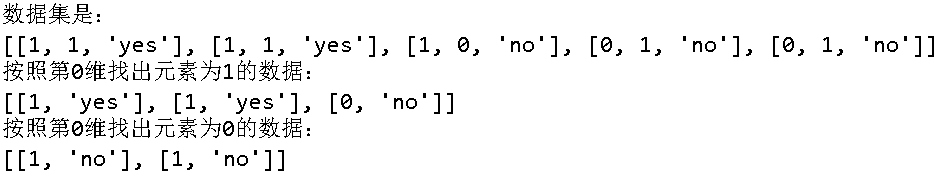 数据集是：
[[1, 1, 'yes'], [1, 1, 'yes'], [1, 0, 'no'], [0, 1, 'no'], [0, 1, 'no']]
按照第0维找出元素为1的数据：
[[1, 'yes'], [1, 'yes'], [0, 'no']]
按照第0维找出元素为0的数据：
[[1, 'no'], [1, 'no']]